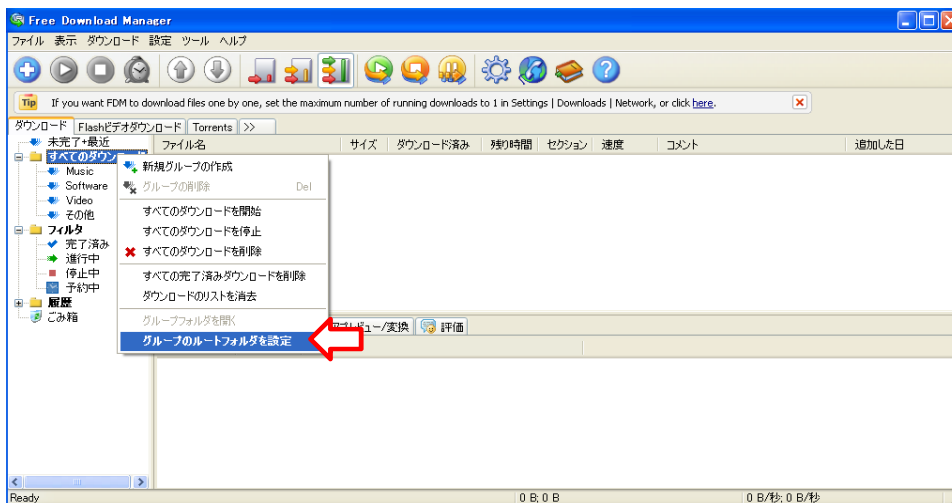 Free Download Manager
ファイル 表示 ダウンロード 設定 ツール ヘルプ
Tip If you want FDM to download files one by one, set the maximum number of running downloads to 1 in Settings | Downloads | Network, or click here.
ダウンロード Flashビデオダウンロード Torrents >>
未完了+最近 ファイル名 サイズ ダウンロード済み 残り時間 セクション 速度 コメント 追加した日
すべてのダウン
Music
Software
Video
その他
フィルタ
完了済み
進行中
停止中
予約中
履歴
ごみ箱
新規グループの作成
グループの削除 Del
すべてのダウンロードを開始
すべてのダウンロードを停止
すべてのダウンロードを削除
すべての完了済みダウンロードを削除
ダウンロードのリストを消去
グループフォルダを開く
グループのルートフォルダを設定
プレビュー/変換 評価
Ready 0 B; 0 B 0 B/秒; 0 B/秒